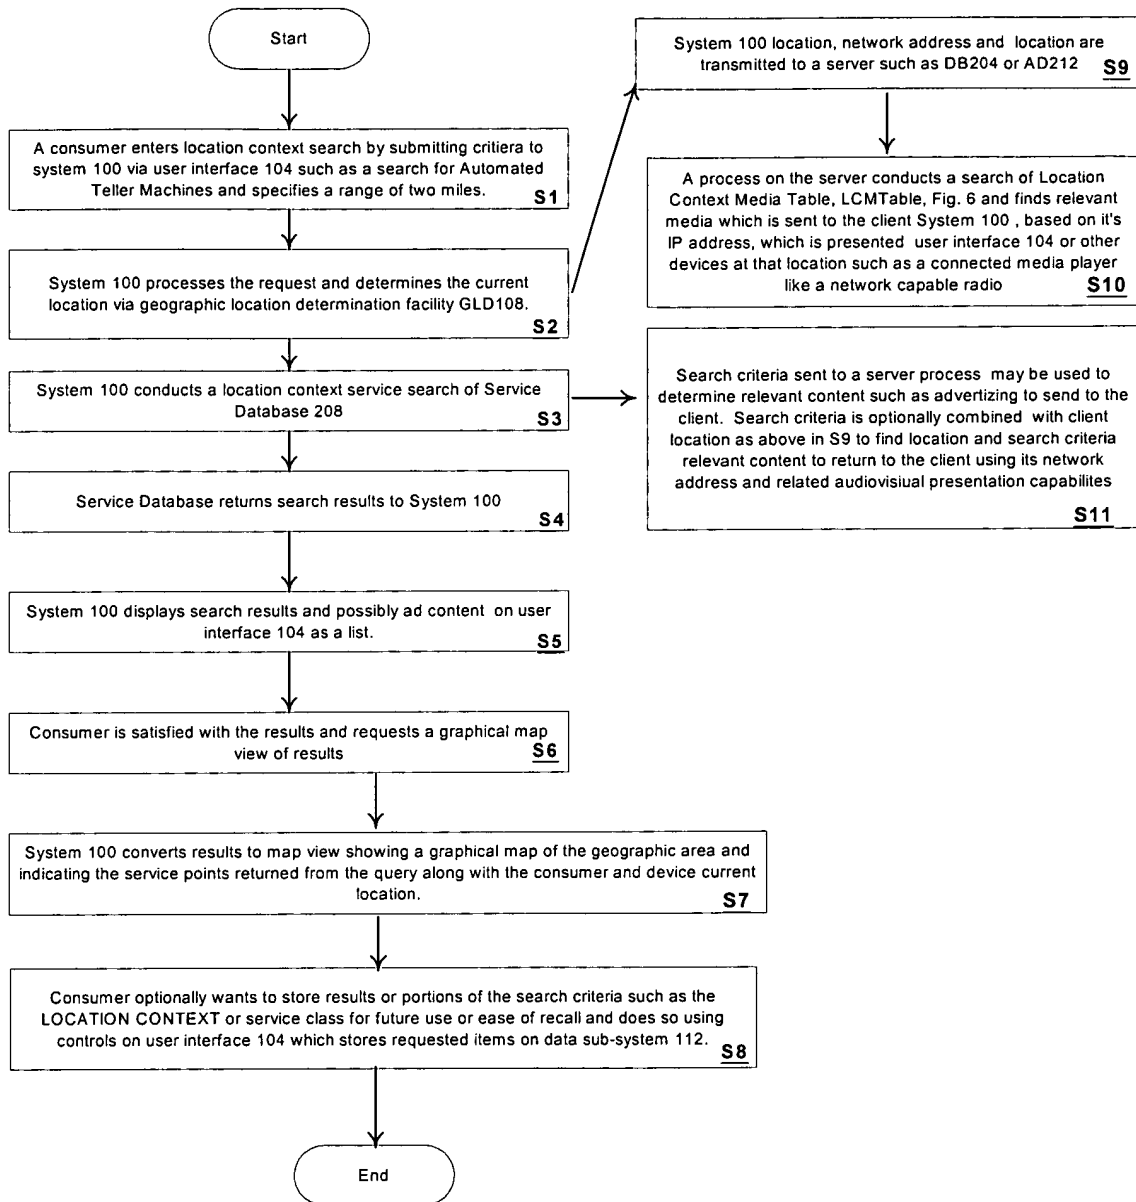 Start
A consumer enters location context search by submitting critiera to
system 100 via user interface 104 such as a search for Automated
Teller Machines and specifies a range of two miles.
S1
System 100 processes the request and determines the current
location via geographic location determination facility GLD108.
S2
System 100 conducts a location context service search of Service
Database 208
S3
Service Database returns search results to System 100
S4
System 100 displays search results and possibly ad content on user
interface 104 as a list.
S5
Consumer is satisfied with the results and requests a graphical map
view of results
S6
System 100 converts results to map view showing a graphical map of the geographic area and
indicating the service points returned from the query along with the consumer and device current
location.
S7
Consumer optionally wants to store results or portions of the search criteria such as the
LOCATION CONTEXT or service class for future use or ease of recall and does so using
controls on user interface 104 which stores requested items on data sub-system 112.
S8
End
System 100 location, network address and location are
transmitted to a server such as DB204 or AD212
S9
A process on the server conducts a search of Location
Context Media Table, LCMTable, Fig. 6 and finds relevant
media which is sent to the client System 100 , based on it's
IP address, which is presented user interface 104 or other
devices at that location such as a connected media player
like a network capable radio
S10
Search criteria sent to a server process may be used to
determine relevant content such as advertizing to send to the
client. Search criteria is optionally combined with client
location as above in S9 to find location and search criteria
relevant content to return to the client using its network
address and related audiovisiual presentation capabilites
S11